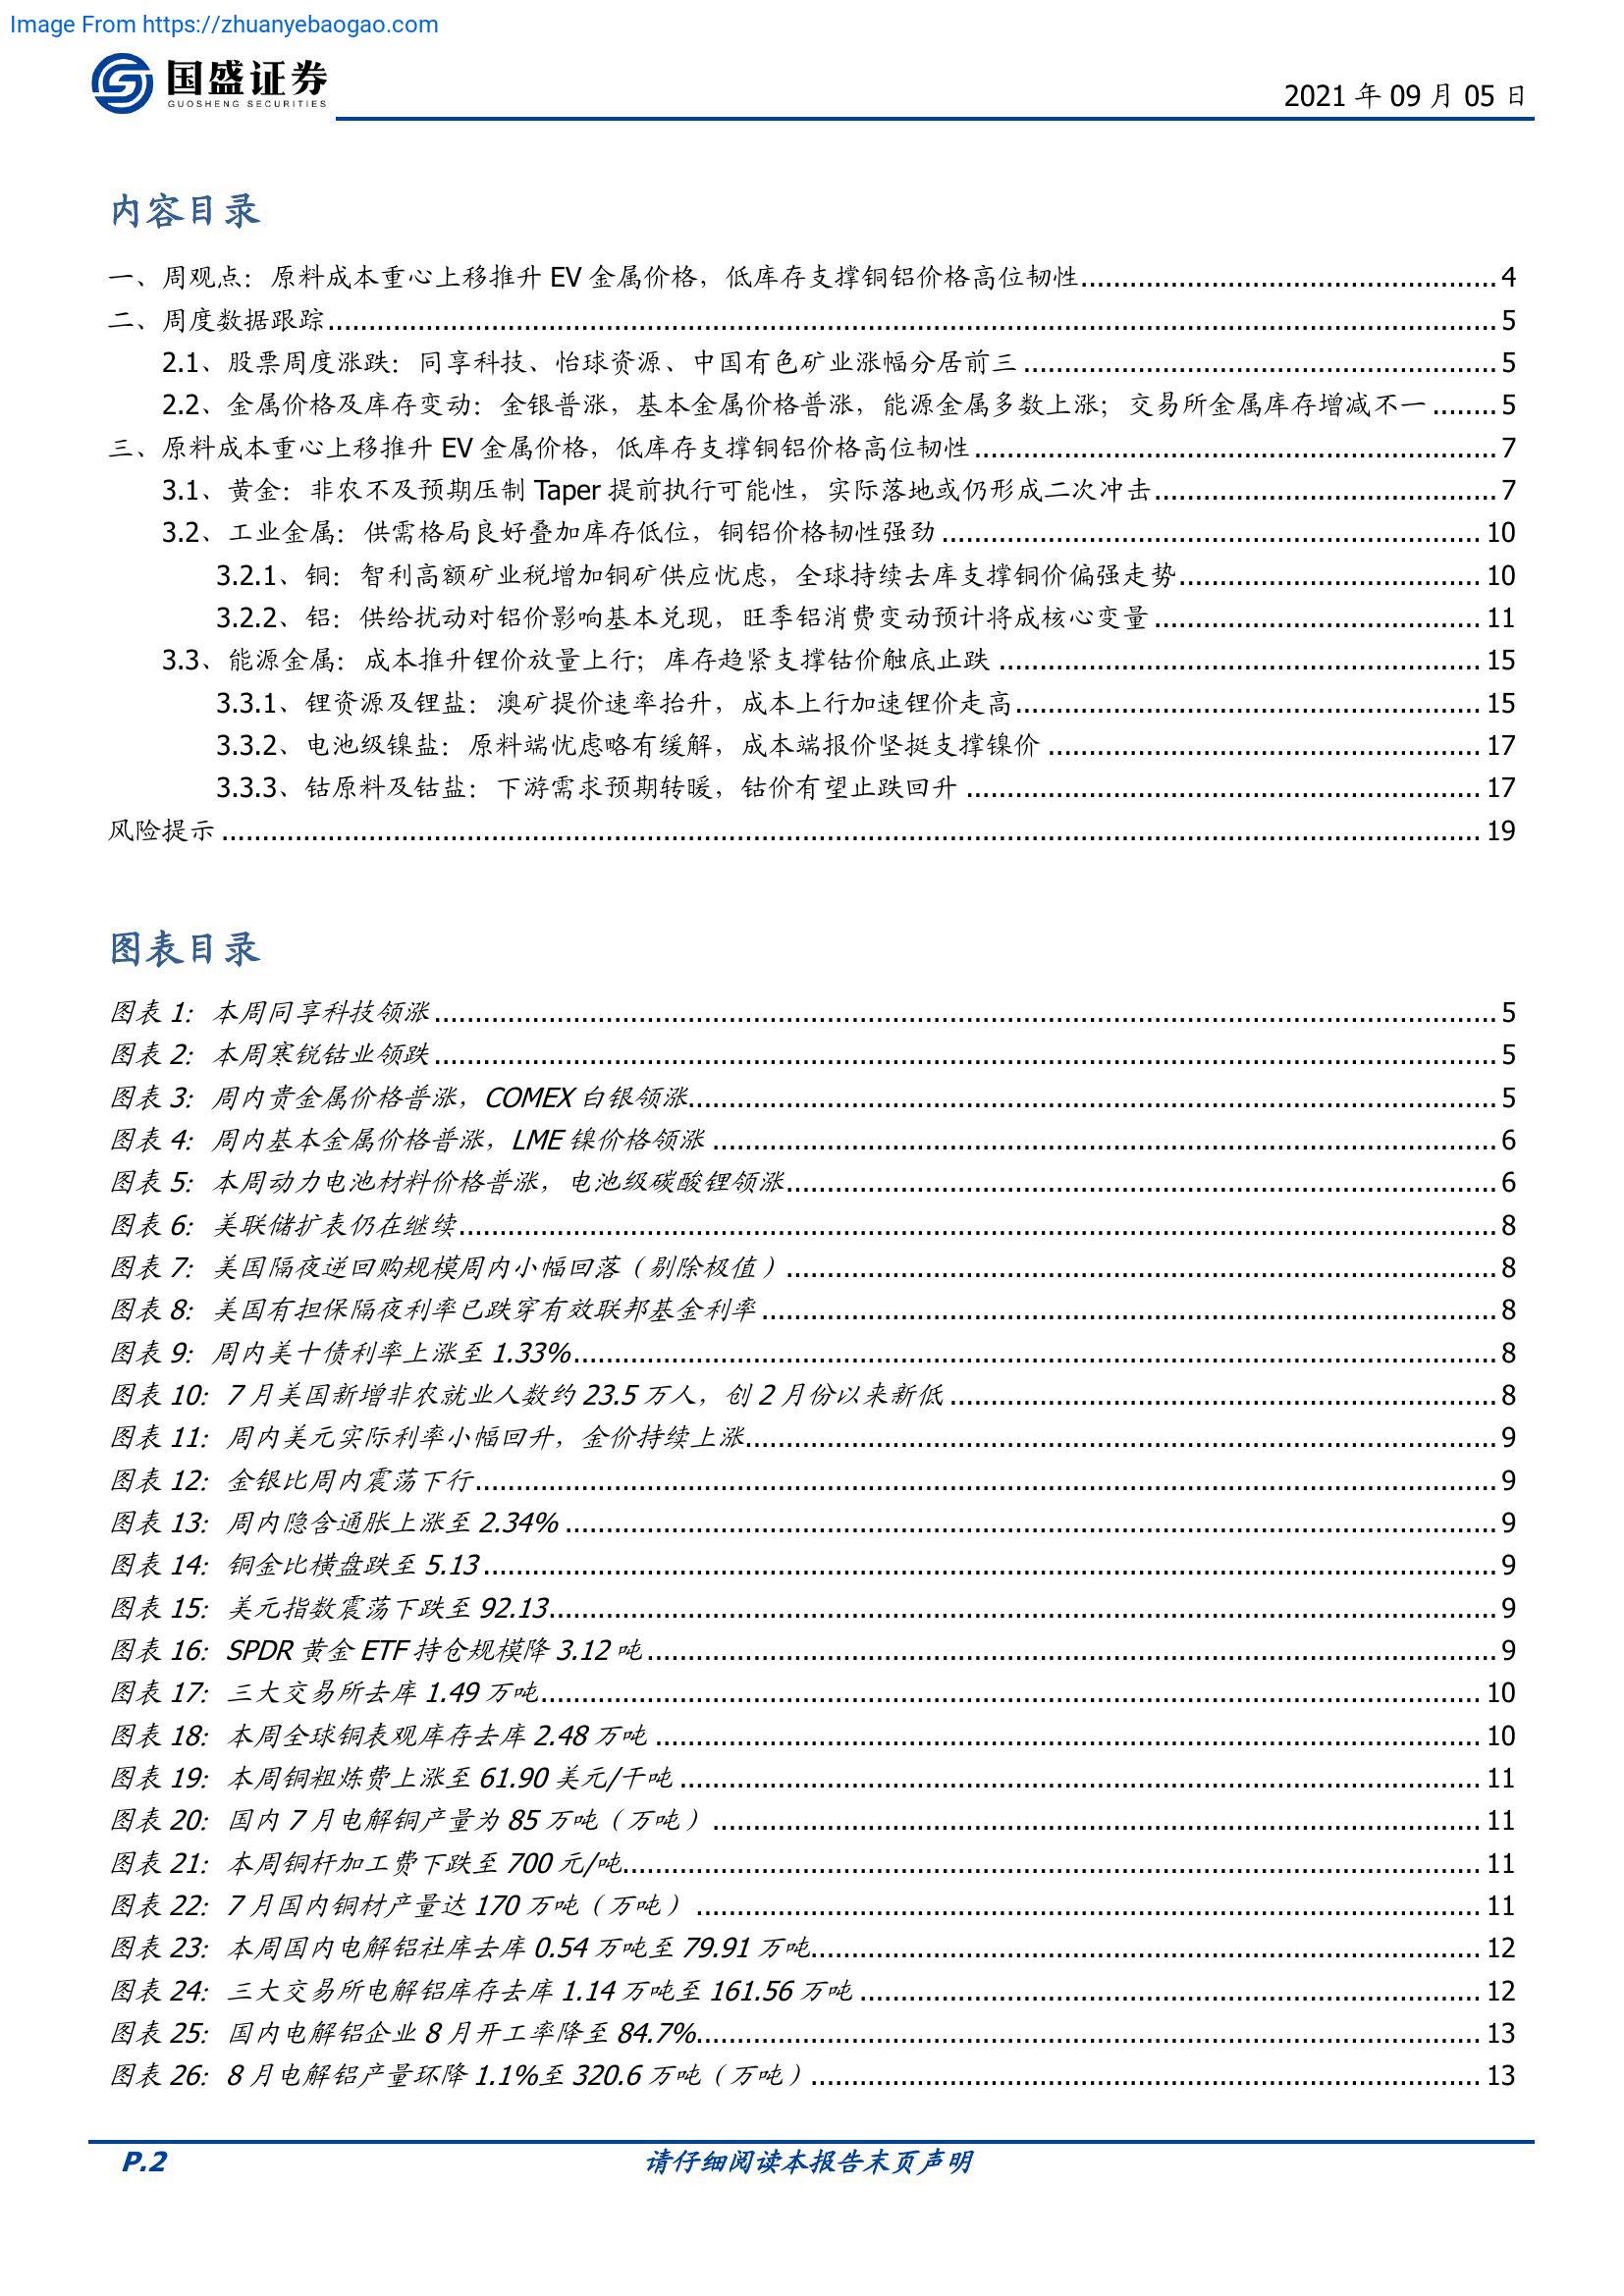 Image From https://zhuanyebaogao.com
国盛证券
GUOSHENG SECURITIES
2021 年 09 月 05 日
内容目录
一、周观点：原料成本重心上移推升 EV 金属价格，低库存支撑铜铝价格高位韧性 4
二、周度数据跟踪 5
2.1、股票周度涨跌：同享科技、怡球资源、中国有色矿业涨幅分居前三 5
2.2、金属价格及库存变动：金银普涨，基本金属价格普涨，能源金属多数上涨；交易所金属库存增减不一 5
三、原料成本重心上移推升 EV 金属价格，低库存支撑铜铝价格高位韧性 7
3.1、黄金：非农不及预期压制 Taper 提前执行可能性，实际落地或仍形成二次冲击 7
3.2、工业金属：供需格局良好叠加库存低位，铜铝价格韧性强劲 10
3.2.1、铜：智利高额矿业税增加铜矿供应忧虑，全球持续去库支撑铜价偏强走势 10
3.2.2、铝：供给扰动对铝价影响基本兑现，旺季铝消费变动预计将成核心变量 11
3.3、能源金属：成本推升锂价放量上行；库存趋紧支撑钴价触底止跌 15
3.3.1、锂资源及锂盐：澳矿提价速率抬升，成本上行加速锂价走高 15
3.3.2、电池级镍盐：原料端忧虑略有缓解，成本端报价坚挺支撑镍价 17
3.3.3、钴原料及钴盐：下游需求预期转暖，钴价有望止跌回升 17
风险提示 19
图表目录
图表 1：本周同享科技领涨 5
图表 2：本周寒锐钴业领跌 5
图表 3：周内贵金属价格普涨，COMEX 白银领涨 5
图表 4：周内基本金属价格普涨，LME 镍价格领涨 6
图表 5：本周动力电池材料价格普涨，电池级碳酸锂领涨 6
图表 6：美联储扩表仍在继续 8
图表 7：美国隔夜逆回购规模周内小幅回落（剔除极值） 8
图表 8：美国有担保隔夜利率已跌穿有效联邦基金利率 8
图表 9：周内美十债利率上涨至 1.33% 8
图表 10：7 月美国新增非农就业人数约 23.5 万人，创 2 月份以来新低 8
图表 11：周内美元实际利率小幅回升，金价持续上涨 9
图表 12：金银比周内震荡下行 9
图表 13：周内隐含通胀上涨至 2.34% 9
图表 14：铜金比横盘跌至 5.13 9
图表 15：美元指数震荡下跌至 92.13 9
图表 16：SPDR 黄金 ETF 持仓规模降 3.12 吨 9
图表 17：三大交易所去库 1.49 万吨 10
图表 18：本周全球铜表观库存去库 2.48 万吨 10
图表 19：本周铜粗炼费上涨至 61.90 美元/干吨 11
图表 20：国内 7 月电解铜产量为 85 万吨（万吨） 11
图表 21：本周铜杆加工费下跌至 700 元/吨 11
图表 22：7 月国内铜材产量达 170 万吨（万吨） 11
图表 23：本周国内电解铝社库去库 0.54 万吨至 79.91 万吨 12
图表 24：三大交易所电解铝库存去库 1.14 万吨至 161.56 万吨 12
图表 25：国内电解铝企业 8 月开工率降至 84.7% 13
图表 26：8 月电解铝产量环降 1.1%至 320.6 万吨（万吨） 13
P.2
请仔细阅读本报告末页声明